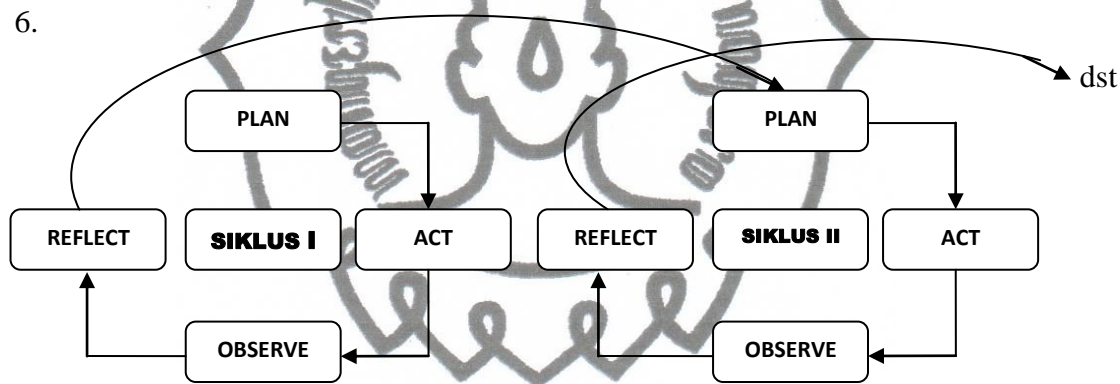 6.
dst
PLAN
PLAN
REFLECT
SIKLUS I
ACT
REFLECT
SIKLUS II
ACT
OBSERVE
OBSERVE